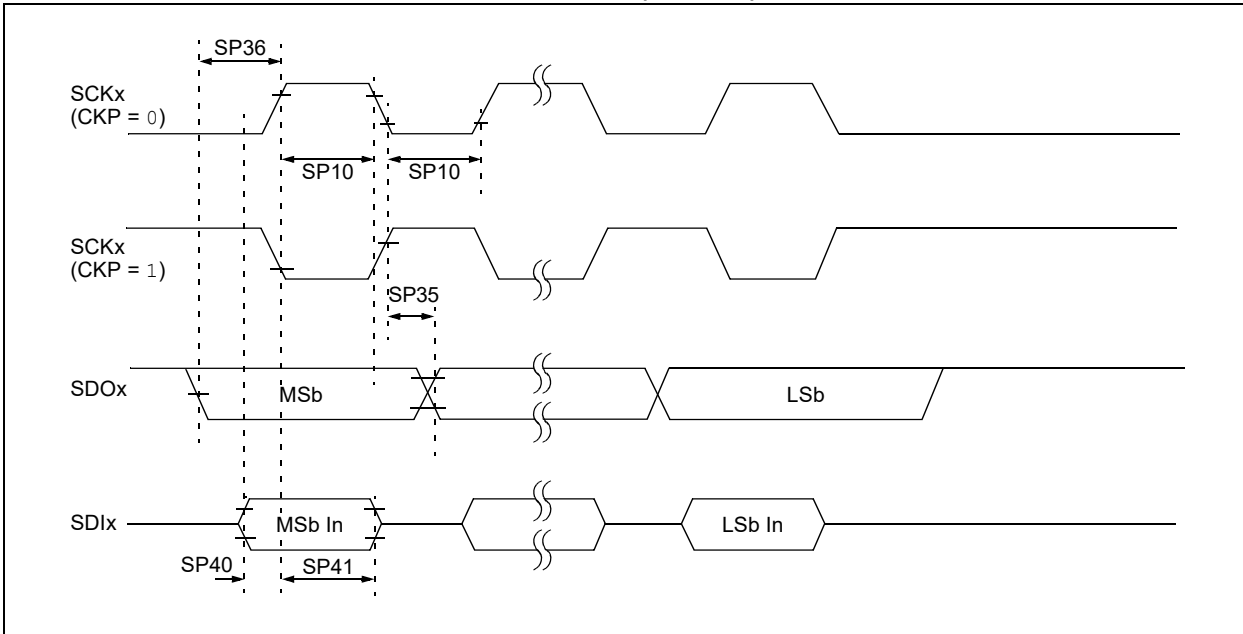 SP36
SCKx
(CKP = 0)
SP10 SP10
SCKx
(CKP = 1)
SP35
SDOx MSb LSb
SDIx MSb In LSb In
SP40 SP41